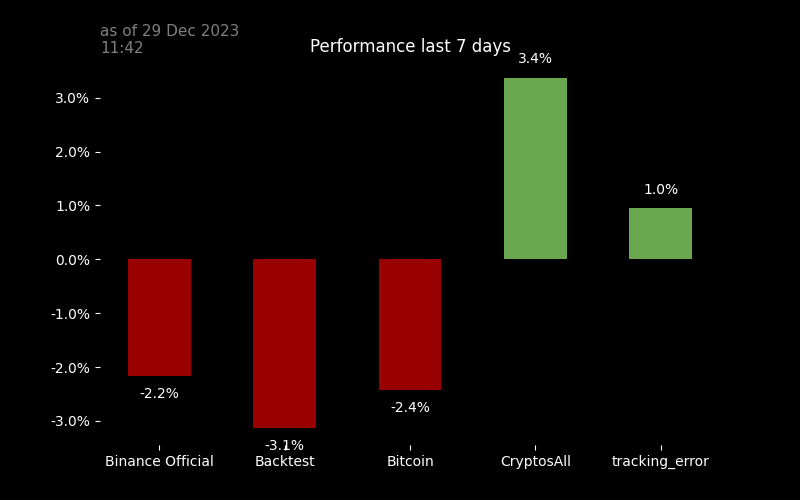 as of 29 Dec 2023
11:42
Performance last 7 days
3.4%
3.0%
2.0%
1.0%
1.0%
0.0%
-1.0%
-2.0%
-2.2%
-2.4%
-3.0%
-3.1%
Binance Official
Backtest
Bitcoin
CryptosAll
tracking_error